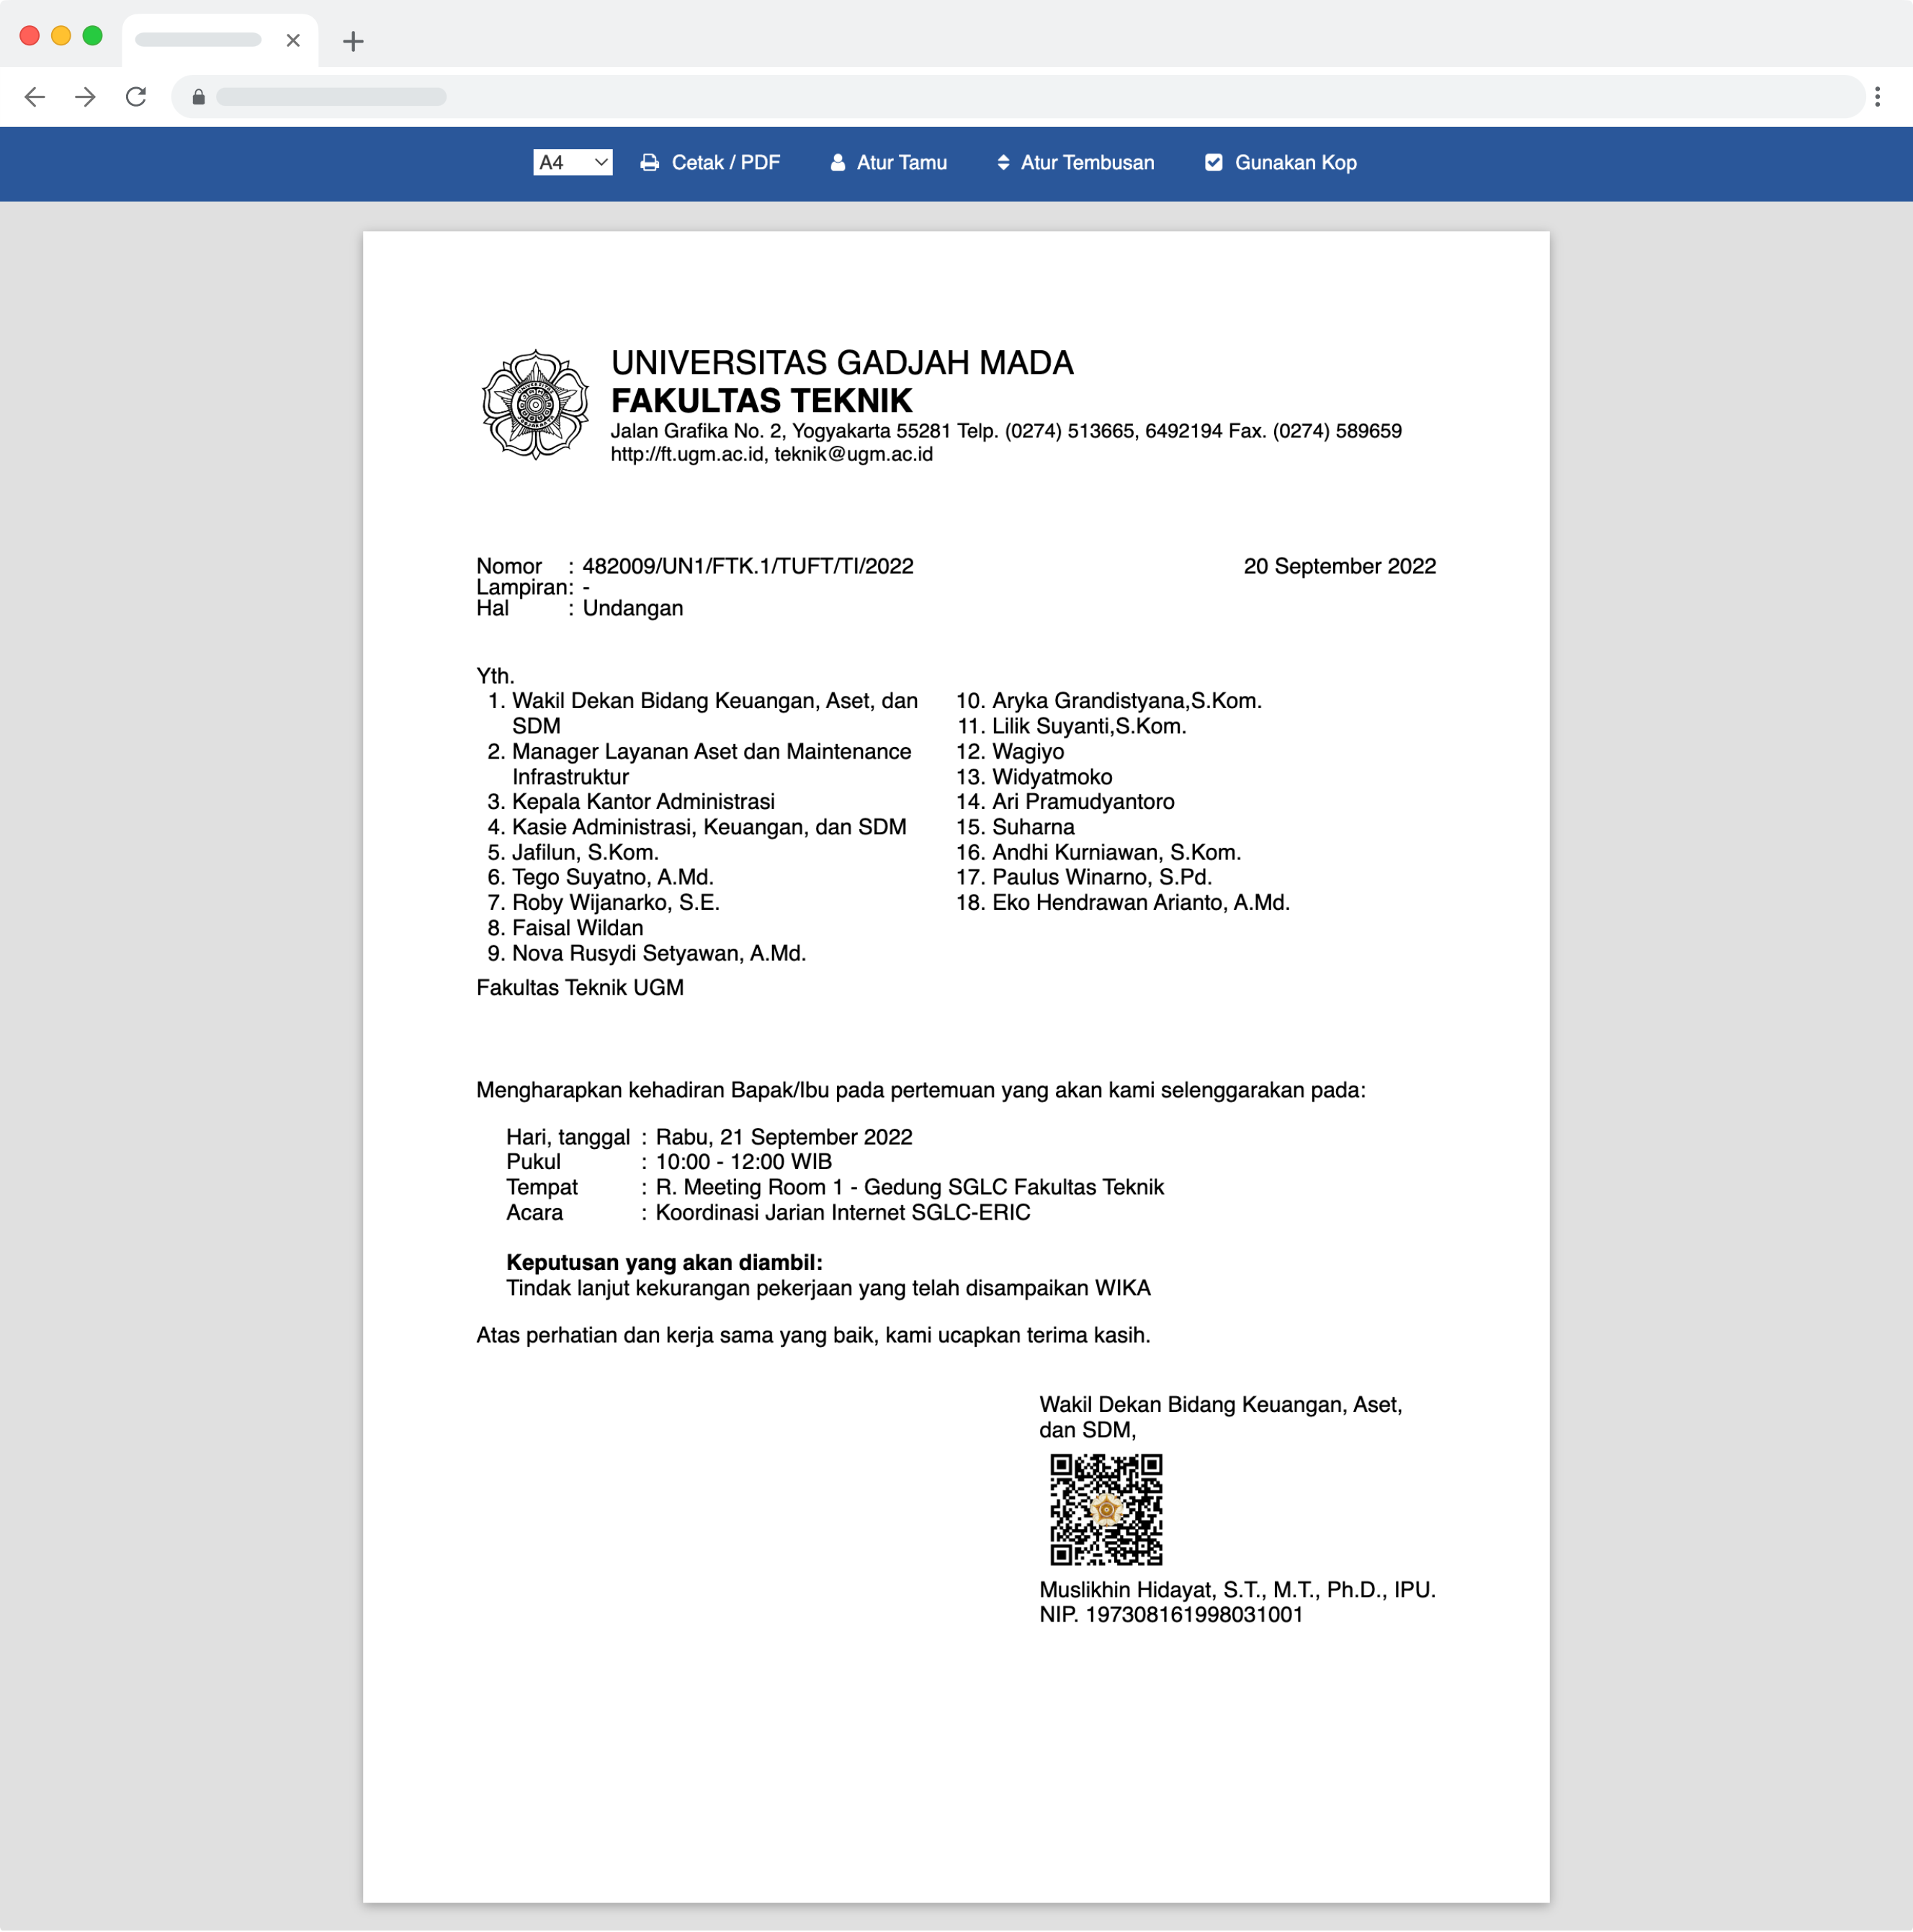 A4 Cetak / PDF Atur Tamu Atur Tembusan Gunakan Kop
UNIVERSITAS GADJAH MADA
FAKULTAS TEKNIK
Jalan Grafika No. 2, Yogyakarta 55281 Telp. (0274) 513665, 6492194 Fax. (0274) 589659
http://ft.ugm.ac.id, teknik@ugm.ac.id
Nomor : 482009/UN1/FTK.1/TUFT/TI/2022 20 September 2022
Lampiran: -
Hal : Undangan
Yth.
1. Wakil Dekan Bidang Keuangan, Aset, dan
SDM
2. Manager Layanan Aset dan Maintenance
Infrastruktur
3. Kepala Kantor Administrasi
4. Kasie Administrasi, Keuangan, dan SDM
5. Jafilun, S.Kom.
6. Tego Suyatno, A.Md.
7. Roby Wijanarko, S.E.
8. Faisal Wildan
9. Nova Rusydi Setyawan, A.Md.
10. Aryka Grandistyana,S.Kom.
11. Lilik Suyanti,S.Kom.
12. Wagiyo
13. Widyatmoko
14. Ari Pramudyantoro
15. Suharna
16. Andhi Kurniawan, S.Kom.
17. Paulus Winarno, S.Pd.
18. Eko Hendrawan Arianto, A.Md.
Fakultas Teknik UGM
Mengharapkan kehadiran Bapak/Ibu pada pertemuan yang akan kami selenggarakan pada:
Hari, tanggal : Rabu, 21 September 2022
Pukul : 10:00 - 12:00 WIB
Tempat : R. Meeting Room 1 - Gedung SGLC Fakultas Teknik
Acara : Koordinasi Jarian Internet SGLC-ERIC
Keputusan yang akan diambil:
Tindak lanjut kekurangan pekerjaan yang telah disampaikan WIKA
Atas perhatian dan kerja sama yang baik, kami ucapkan terima kasih.
Wakil Dekan Bidang Keuangan, Aset,
dan SDM,
Muslikhin Hidayat, S.T., M.T., Ph.D., IPU.
NIP. 197308161998031001